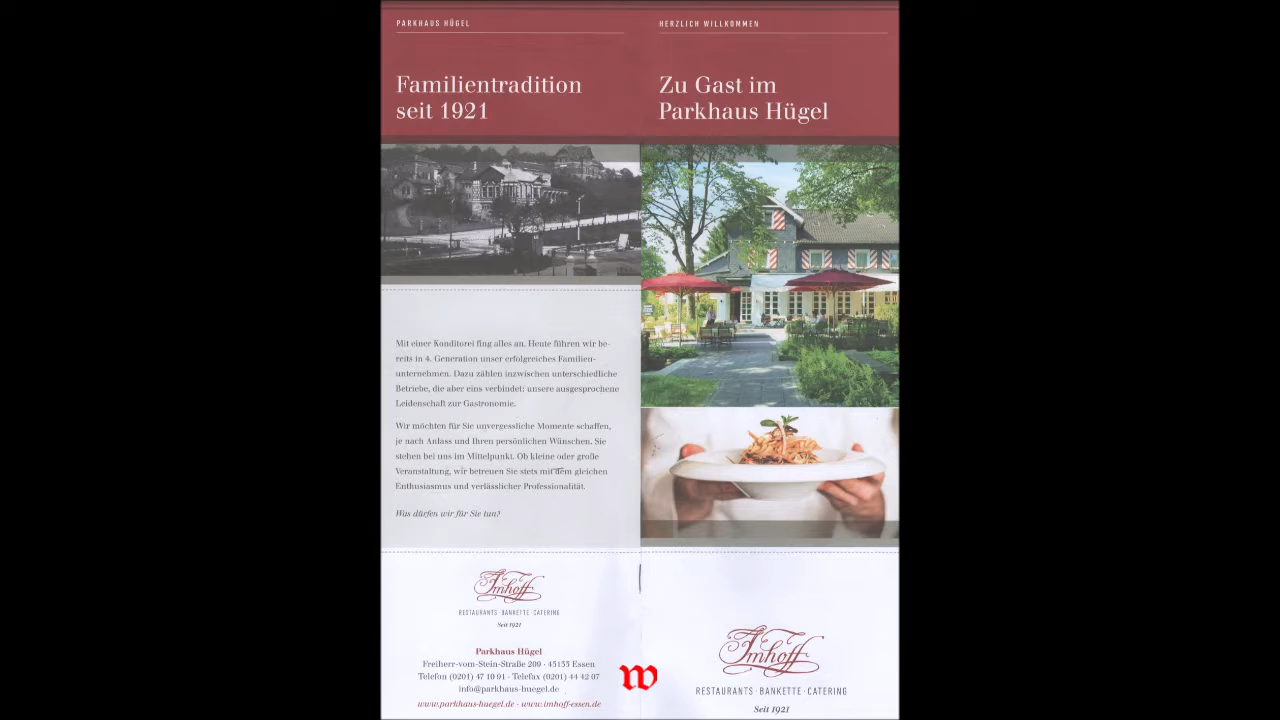 PARKHAUS HÜGEL
Familientradition
seit 1921
Mit einer Konditorei fing alles an. Heute führen wir be-
reits in 4. Generation unser erfolgreiches Familien-
unternehmen. Dazu zählen inzwischen unterschiedliche
Betriebe, die aber eins verbindet: unsere ausgesprochene
Leidenschaft zur Gastronomie.
Wir möchten für Sie unvergessliche Momente schaffen,
je nach Anlass und Ihren persönlichen Wünschen. Sie
stehen bei uns im Mittelpunkt. Ob kleine oder große
Veranstaltung, wir betreuen Sie stets mit dem gleichen
Enthusiasmus und verlässlicher Professionalität.
Was dürfen wir für Sie tun?
Imhoff
RESTAURANTS · BANKETTE · CATERING
Seit 1921
Parkhaus Hügel
Freiherr-vom-Stein-Straße 209 · 45133 Essen
Telefon (0201) 47 10 91 · Telefax (0201) 44 42 07
info@parkhaus-huegel.de
www.parkhaus-huegel.de · www.imhoff-essen.de
w
HERZLICH WILLKOMMEN
Zu Gast im
Parkhaus Hügel
Imhoff
RESTAURANTS · BANKETTE · CATERING
Seit 1921